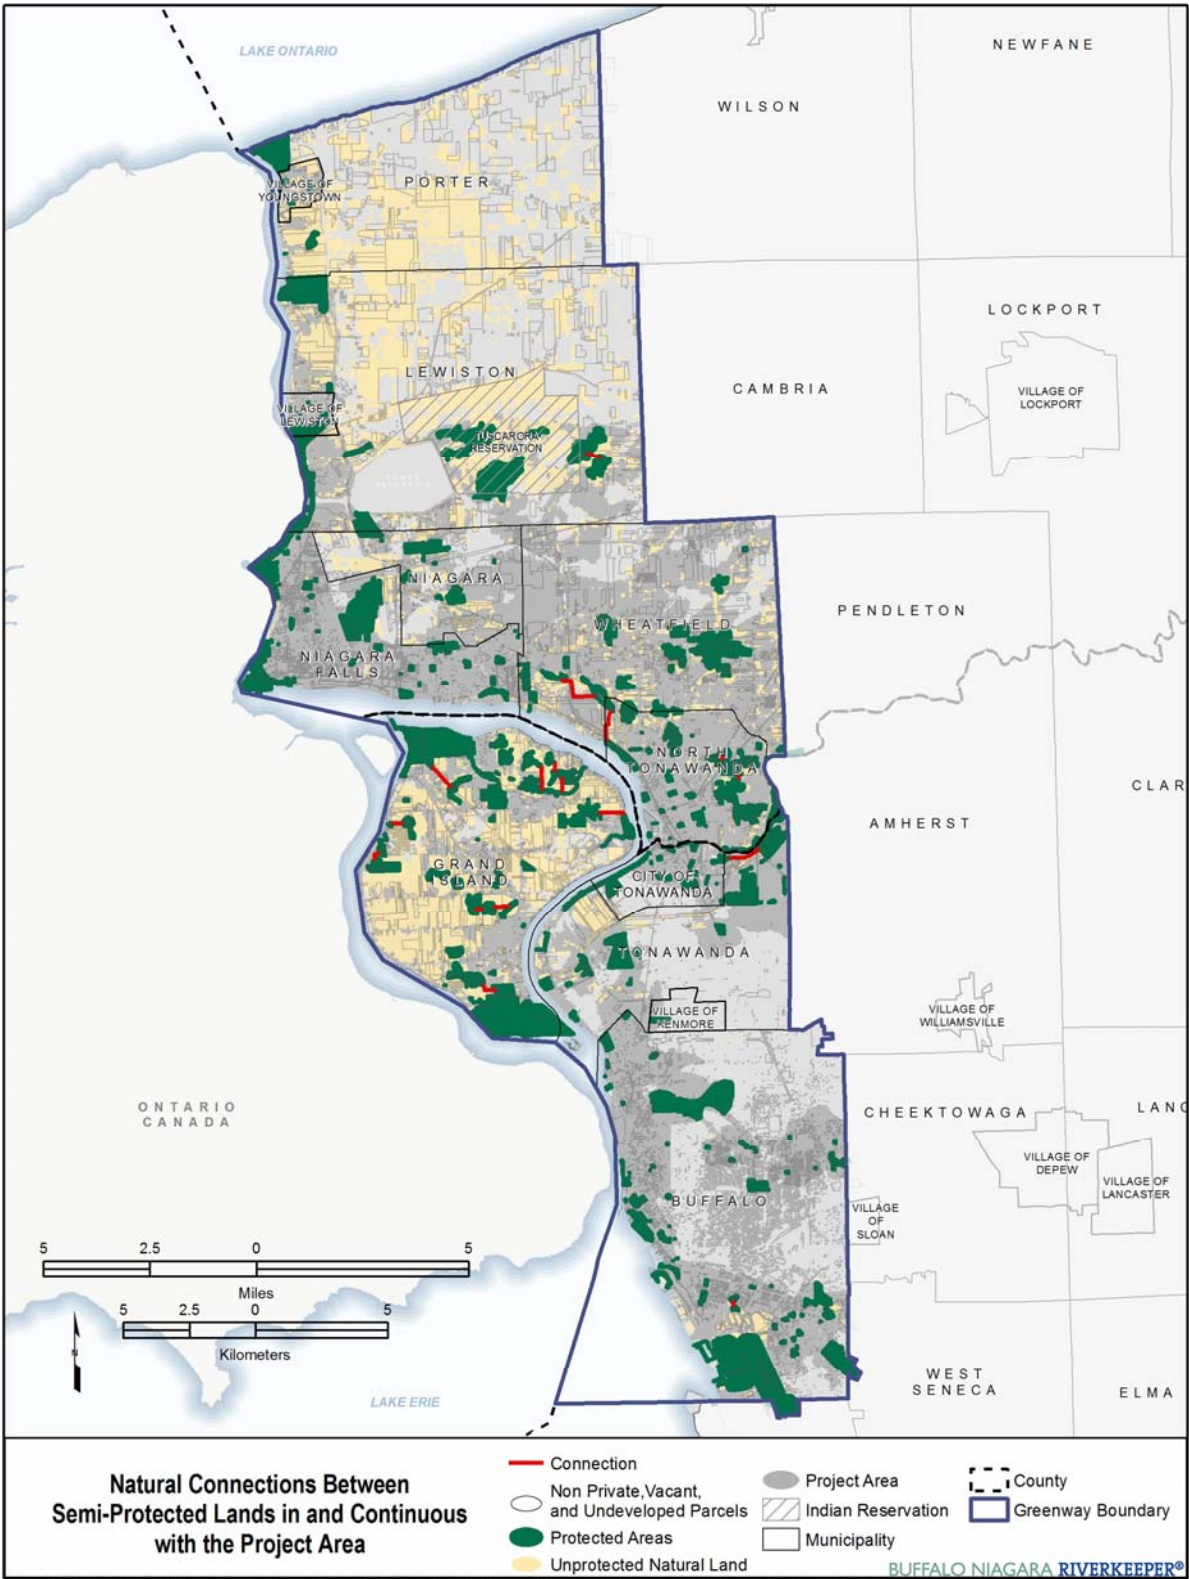 LAKE ONTARIO
NEWFANE
WILSON
PORTER
VILLAGE OF
YOUNGSTOWN
LOCKPORT
LEWISTON
CAMBRIA
VILLAGE OF
LOCKPORT
VILLAGE OF
LEWISTON
TUSCARORA
RESERVATION
NIAGARA
PENDLETON
WHEATFIELD
NIAGARA
FALLS
NORTH
TONAWANDA
CLAR
AMHERST
GRAND
ISLAND
CITY OF
TONAWANDA
TONAWANDA
VILLAGE OF
KENMORE
VILLAGE OF
WILLIAMSVILLE
ONTARIO
CANADA
CHEEKTOWAGA
LANC
VILLAGE OF
DEPEW
VILLAGE OF
LANCASTER
BUFFALO
VILLAGE
OF
SLOAN
5 2.5 0 5
Miles
5 2.5 0 5
Kilometers
N
WEST
SENECA
ELMA
LAKE ERIE
Natural Connections Between
Semi-Protected Lands in and Continuous
with the Project Area
Connection
Non Private,Vacant,
and Undeveloped Parcels
Protected Areas
Unprotected Natural Land
Project Area
Indian Reservation
Municipality
County
Greenway Boundary
BUFFALO NIAGARA RIVERKEEPER®